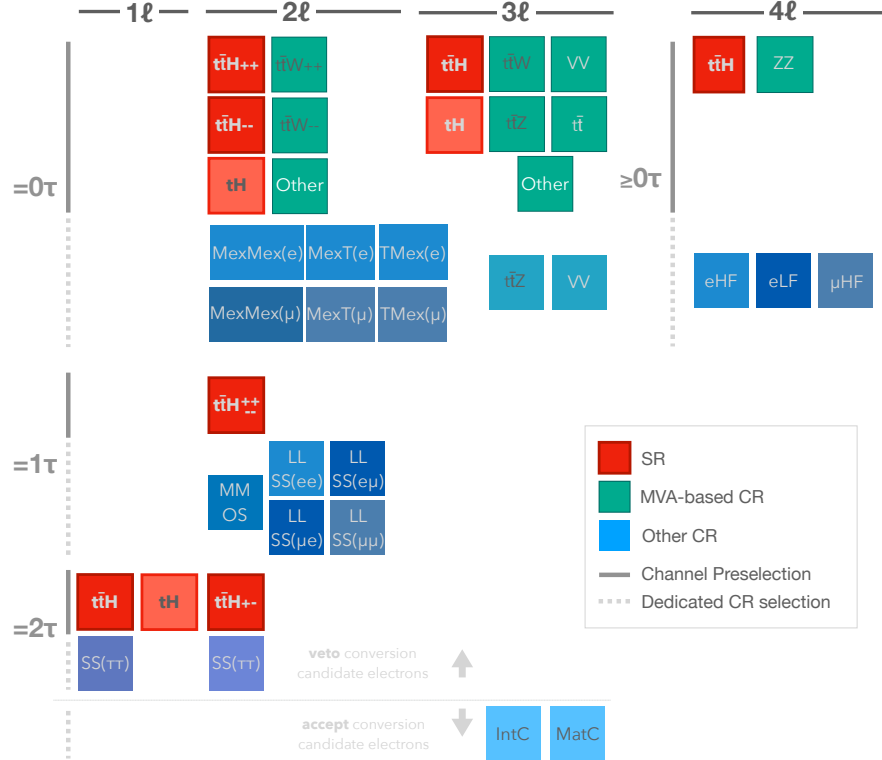 1ℓ 2ℓ 3ℓ 4ℓ
tt̄H++ tt̄W++ tt̄H tt̄W VV tt̄H ZZ
tt̄H-- tt̄W-- tH tt̄Z tt̄
=0τ tH Other Other ≥0τ
MexMex(e) MexT(e) TMex(e) tt̄Z VV eHF eLF μHF
MexMex(μ) MexT(μ) TMex(μ)
tt̄H++
--
=1τ
LL LL
SS(ee) SS(eμ)
MM
OS
LL LL
SS(μe) SS(μμ)
SR
MVA-based CR
Other CR
Channel Preselection
Dedicated CR selection
=2τ tt̄H tH tt̄H+-
SS(ττ) SS(ττ)
veto conversion
candidate electrons
accept conversion
candidate electrons
IntC MatC